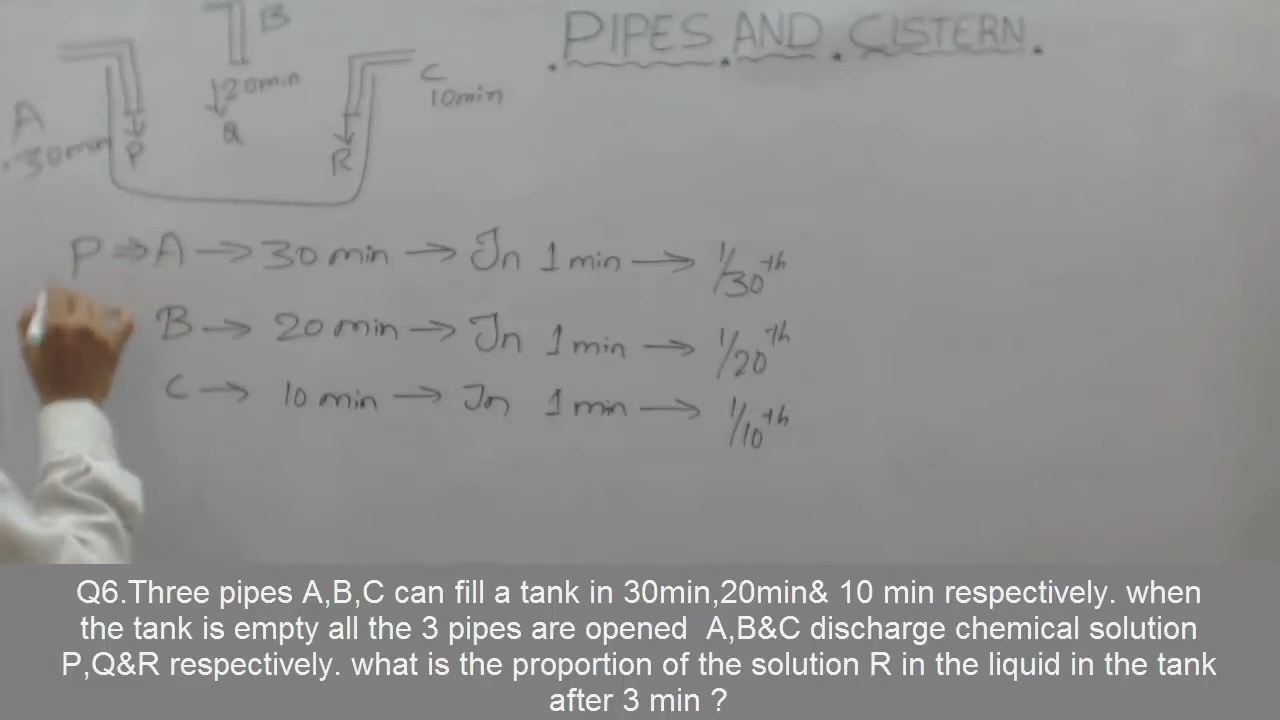 PIPES AND CISTERN.
B
20min
Q
C
10min
A
30min
P
R
P ⇒ A → 30 min → In 1 min → 1/30th
B → 20 min → In 1 min → 1/20th
C → 10 min → In 1 min → 1/10th
Q6.Three pipes A,B,C can fill a tank in 30min,20min& 10 min respectively. when
the tank is empty all the 3 pipes are opened A,B&C discharge chemical solution
P,Q&R respectively. what is the proportion of the solution R in the liquid in the tank
after 3 min ?